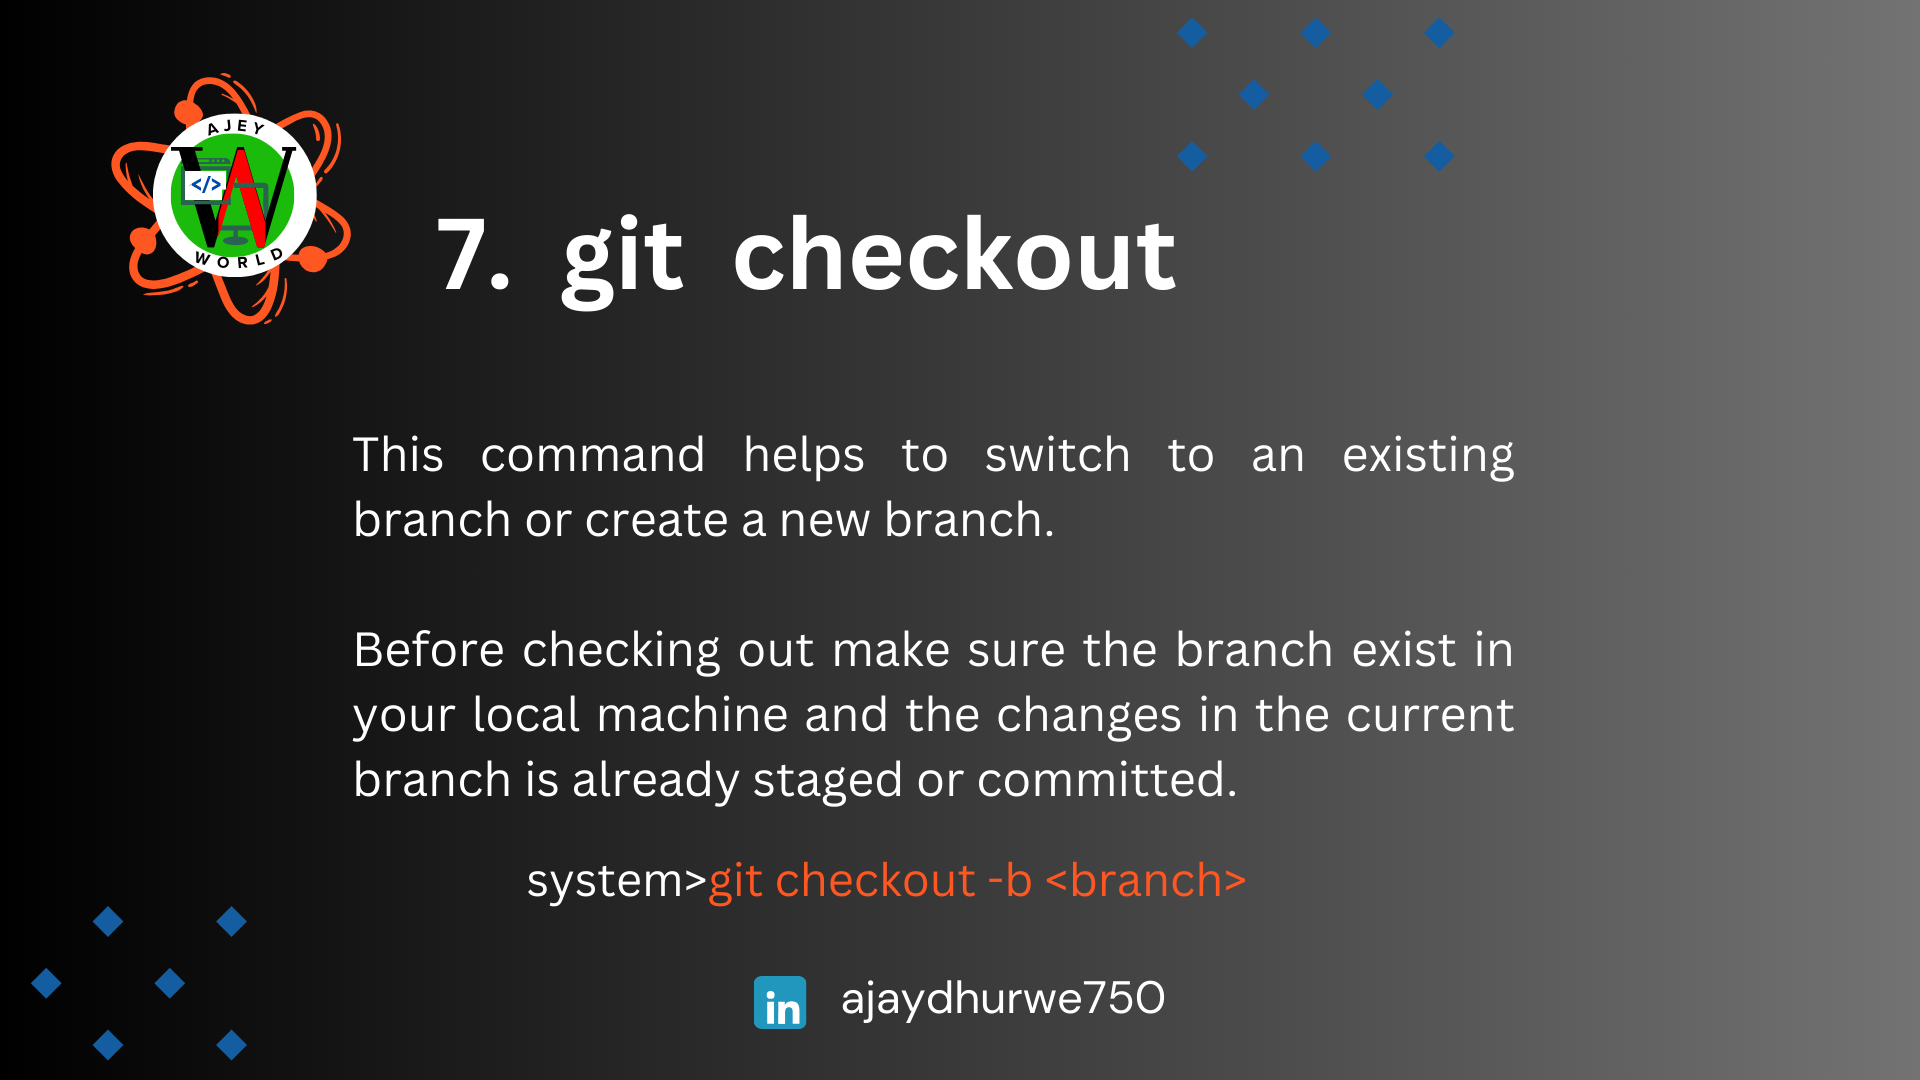 AJEY
W
</>
WORLD
7. git checkout
This command helps to switch to an existing
branch or create a new branch.
Before checking out make sure the branch exist in
your local machine and the changes in the current
branch is already staged or committed.
system>git checkout -b <branch>
in ajaydhurwe750